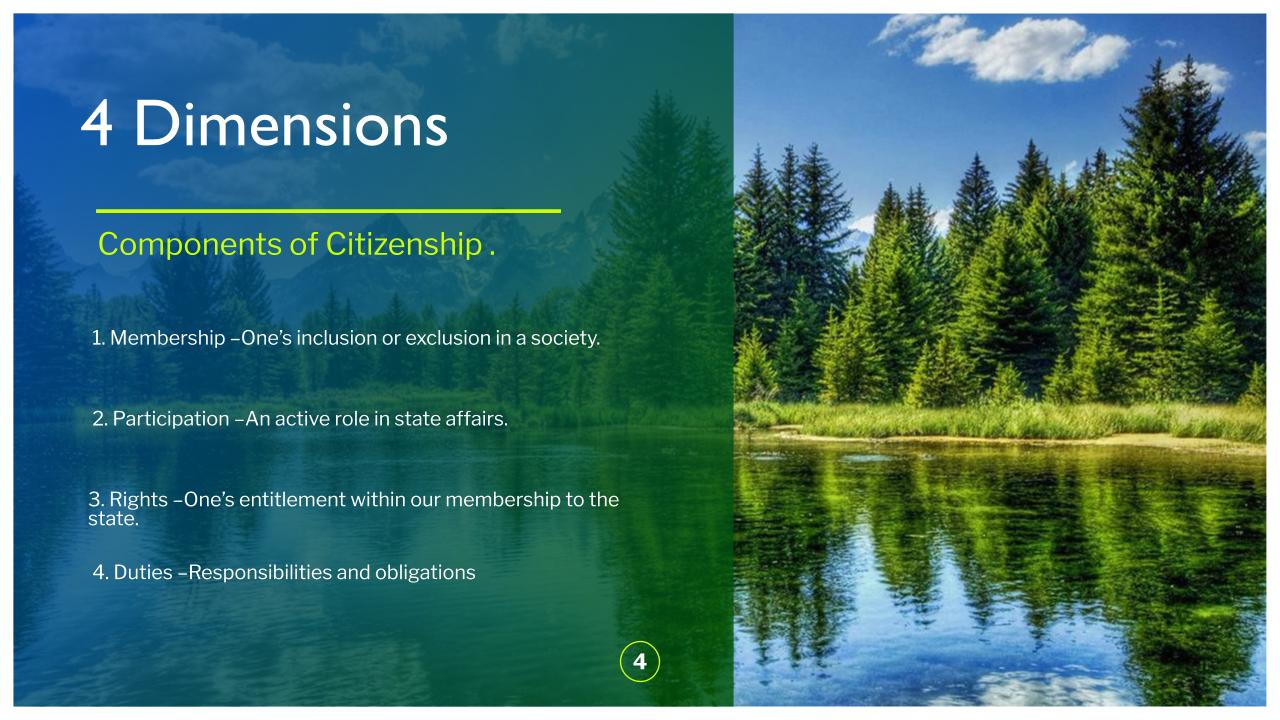 4 Dimensions
Components of Citizenship .
1. Membership –One’s inclusion or exclusion in a society.
2. Participation –An active role in state affairs.
3. Rights –One’s entitlement within our membership to the
state.
4. Duties –Responsibilities and obligations
4